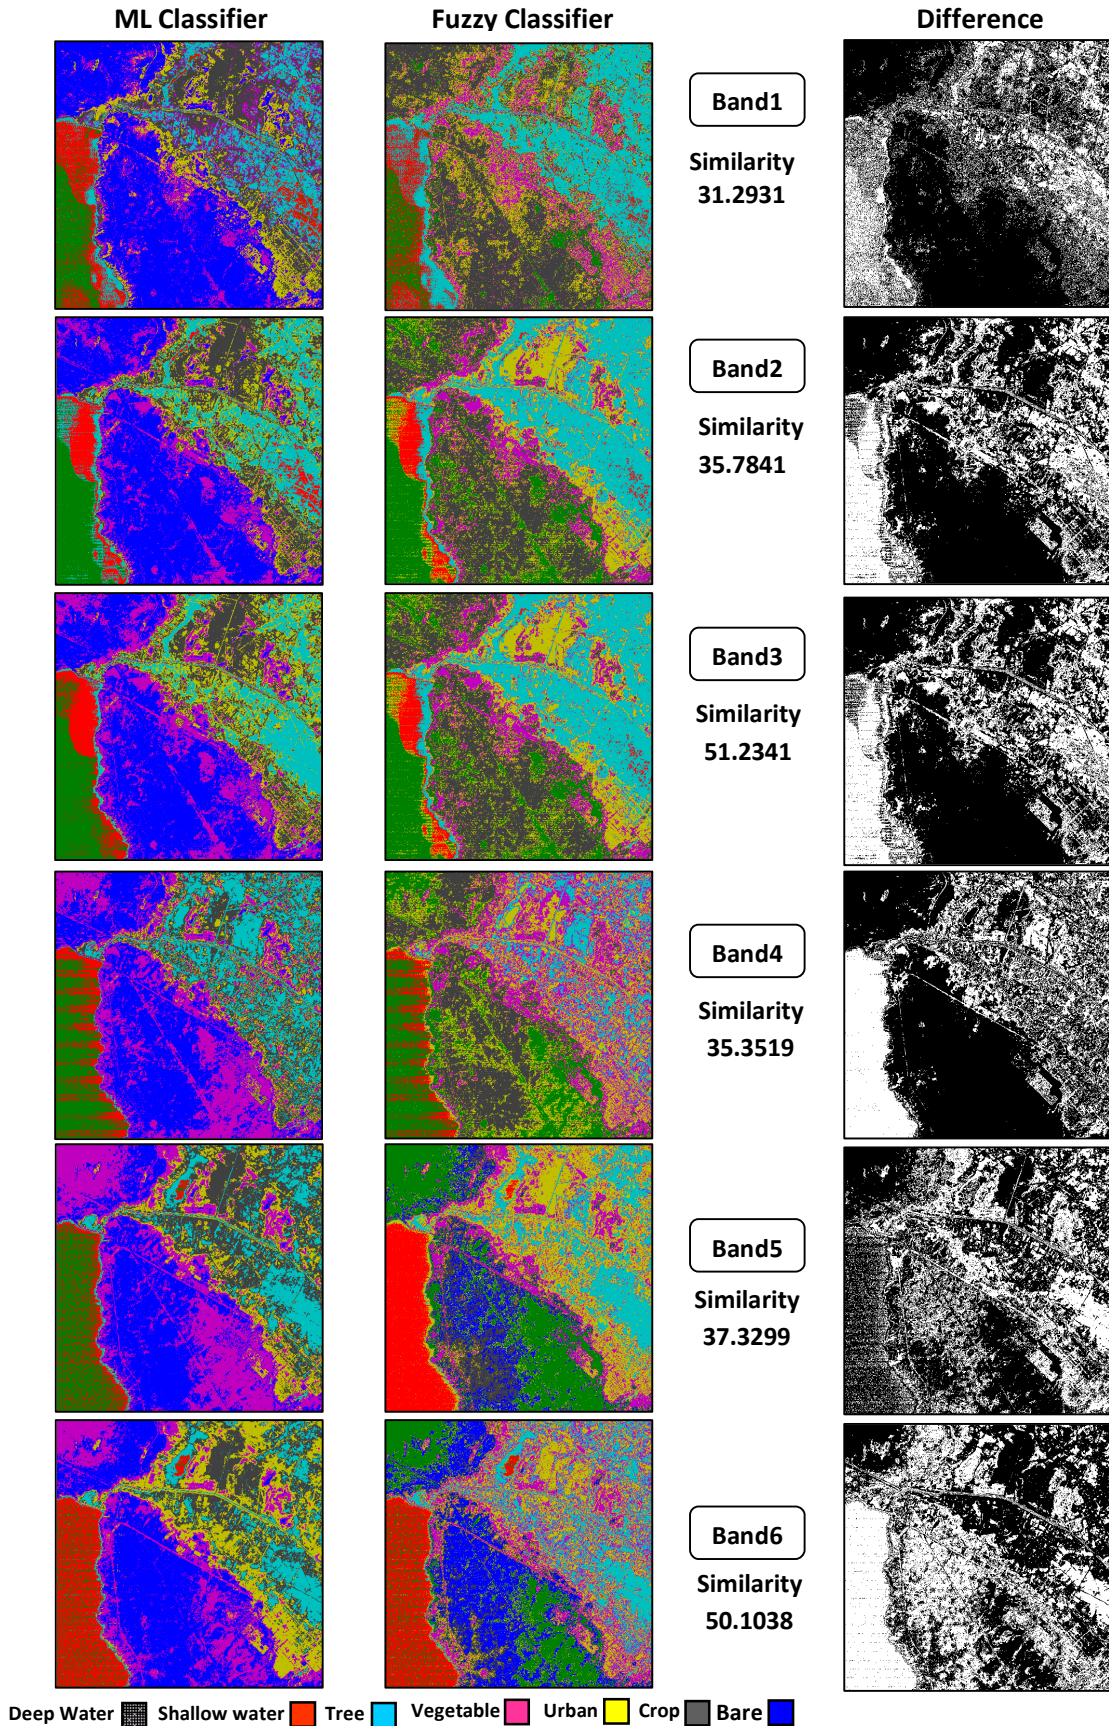 ML Classifier Fuzzy Classifier Difference
Band1
Similarity
31.2931
Band2
Similarity
35.7841
Band3
Similarity
51.2341
Band4
Similarity
35.3519
Band5
Similarity
37.3299
Band6
Similarity
50.1038
Deep Water Shallow water Tree Vegetable Urban Crop Bare